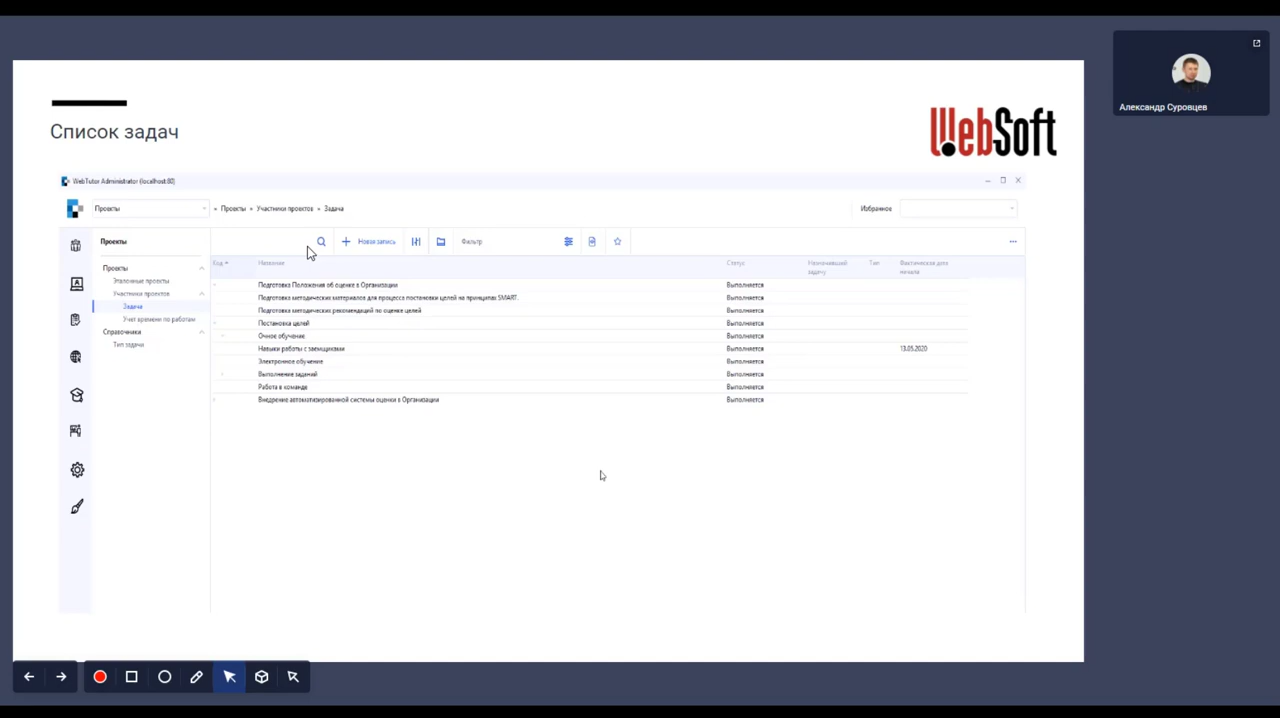 Александр Суровцев
Список задач
WebSoft
WebTutor Administrator (localhost:80)
Проекты
Проекты
Участники проектов
Задача
Избранное
Проекты
Новая запись
Фильтр
Проекты
Эталонные проекты
Участники проектов
Задача
Учет времени по работам
Справочники
Тип задачи
Код Название Статус Назначивший задачу Тип Фактическая дата начала
Подготовка Положения об оценке в Организации Выполняется
Подготовка методических материалов для процесса постановки целей на принципах SMART. Выполняется
Подготовка методических рекомендаций по оценке целей Выполняется
Постановка целей Выполняется
Очное обучение Выполняется
Навыки работы с заемщиками Выполняется 13.05.2020
Электронное обучение Выполняется
Выполнение заданий Выполняется
Работа в команде Выполняется
Внедрение автоматизированной системы оценки в Организации Выполняется